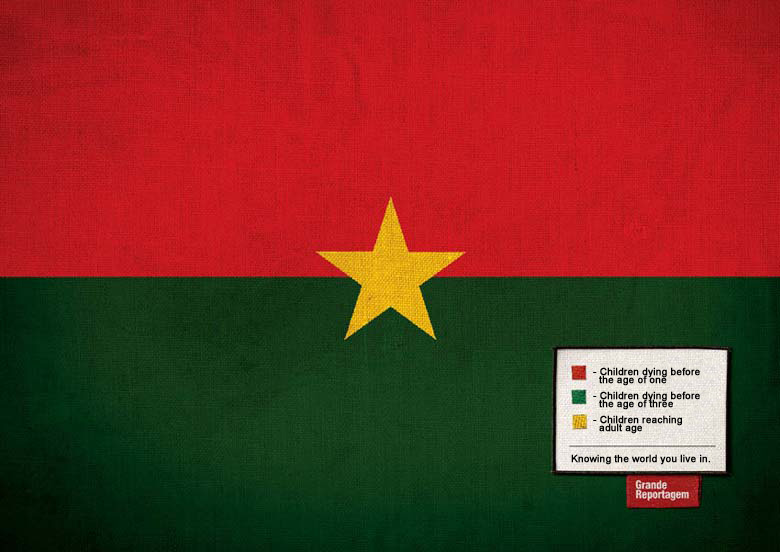 - Children dying before
the age of one
- Children dying before
the age of three
- Children reaching
adult age
Knowing the world you live in.
Grande
Reportagem